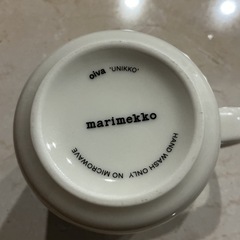 oiva "UNIKKO"
marimekko
HAND WASH ONLY NO MICROWAVE